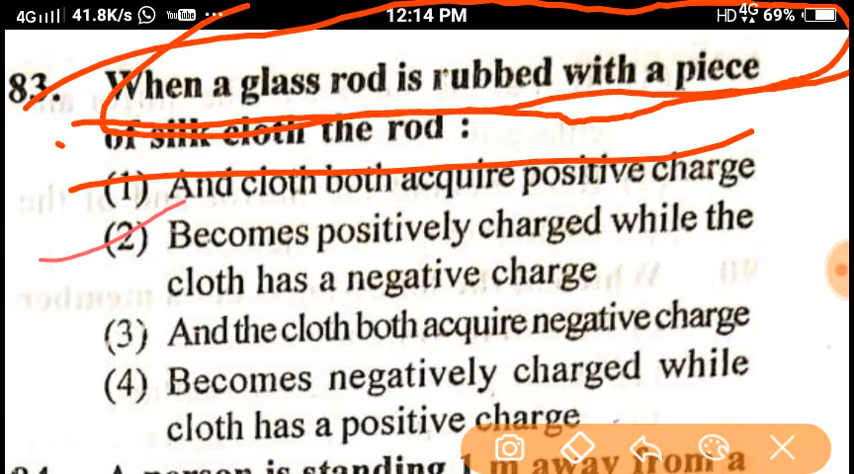 4G 41.8K/s YouTube ... 12:14 PM HD 4G 69%
83. When a glass rod is rubbed with a piece
of silk cloth the rod :
(1) And cloth both acquire positive charge
(2) Becomes positively charged while the
cloth has a negative charge
(3) And the cloth both acquire negative charge
(4) Becomes negatively charged while
cloth has a positive charge
A person is standing 1 m away from a